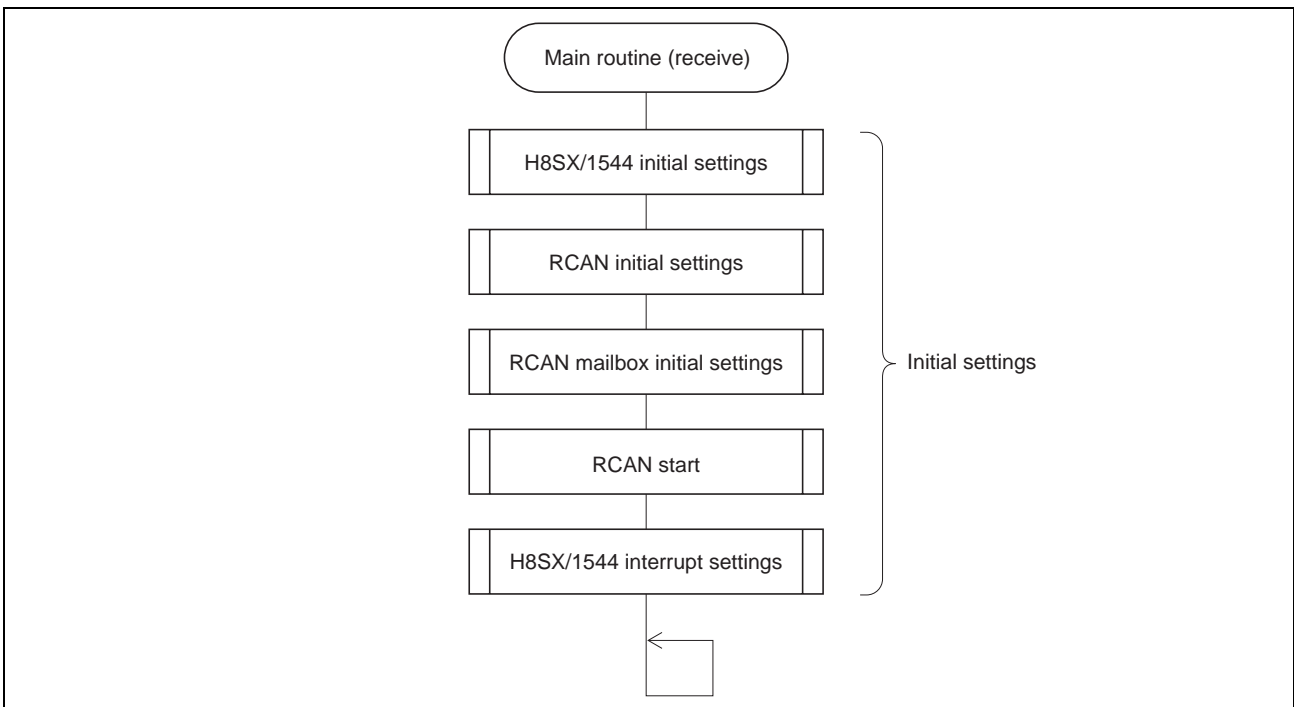 Main routine (receive)
H8SX/1544 initial settings
RCAN initial settings
RCAN mailbox initial settings
Initial settings
RCAN start
H8SX/1544 interrupt settings